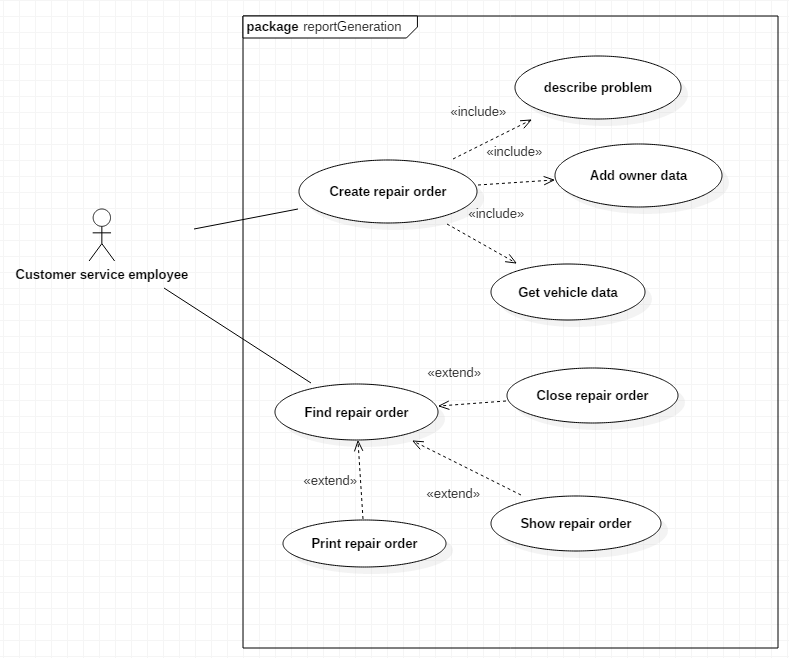 package reportGeneration
describe problem
«include»
«include»
Add owner data
Create repair order
«include»
Customer service employee
Get vehicle data
«extend»
Close repair order
Find repair order
«extend»
«extend»
Show repair order
Print repair order